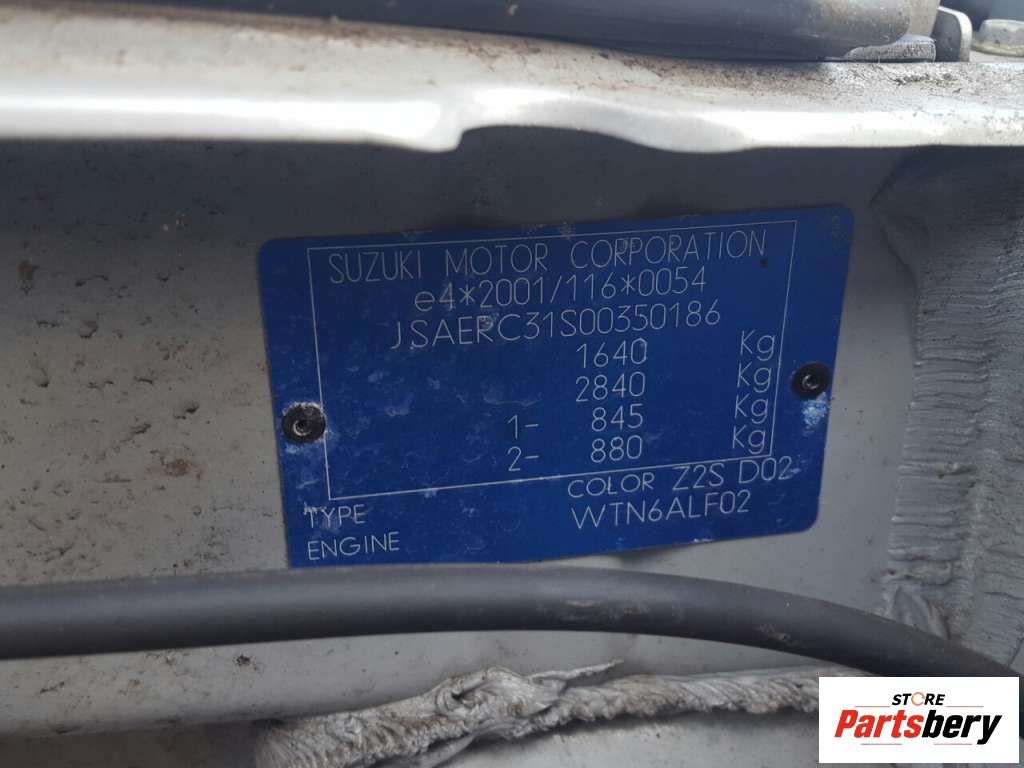 SUZUKI MOTOR CORPORATION
e4*2001/116*0054
JSAERC31S00350186
1640 Kg
2840 Kg
1- 845 Kg
2- 880 Kg
COLOR Z2S D02
TYPE WTN6ALF02
ENGINE
STORE
Partsbery